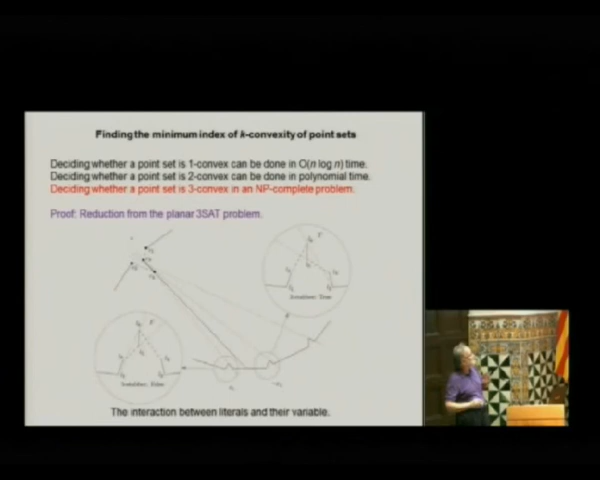 Finding the minimum index of k-convexity of point sets
Deciding whether a point set is 1-convex can be done in O(n log n) time.
Deciding whether a point set is 2-convex can be done in polynomial time.
Deciding whether a point set is 3-convex in an NP-complete problem.
Proof: Reduction from the planar 3SAT problem.
The interaction between literals and their variable.